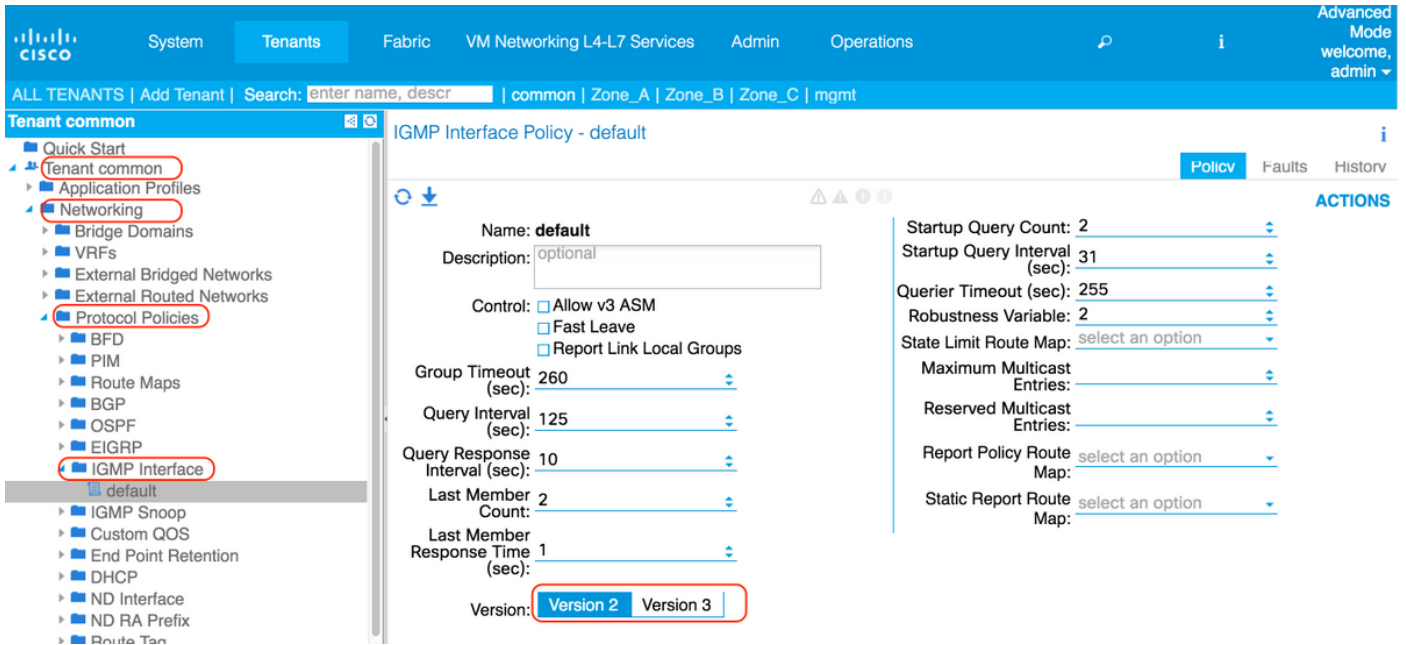 Advanced
Mode
welcome,
admin
CISCO
System
Tenants
Fabric
VM Networking L4-L7 Services
Admin
Operations
i
ALL TENANTS | Add Tenant | Search: enter name, descr | common | Zone_A | Zone_B | Zone_C | mgmt
Tenant common
Quick Start
Tenant common
Application Profiles
Networking
Bridge Domains
VRFs
External Bridged Networks
External Routed Networks
Protocol Policies
BFD
PIM
Route Maps
BGP
OSPF
EIGRP
IGMP Interface
default
IGMP Snoop
Custom QOS
End Point Retention
DHCP
ND Interface
ND RA Prefix
Route Tag
IGMP Interface Policy - default
i
Policy
Faults
History
ACTIONS
Name: default
Description: optional
Control: Allow v3 ASM
Fast Leave
Report Link Local Groups
Group Timeout
(sec): 260
Query Interval
(sec): 125
Query Response
Interval (sec): 10
Last Member
Count: 2
Last Member
Response Time
(sec): 1
Version: Version 2 Version 3
Startup Query Count: 2
Startup Query Interval
(sec): 31
Querier Timeout (sec): 255
Robustness Variable: 2
State Limit Route Map: select an option
Maximum Multicast
Entries:
Reserved Multicast
Entries:
Report Policy Route
Map: select an option
Static Report Route
Map: select an option